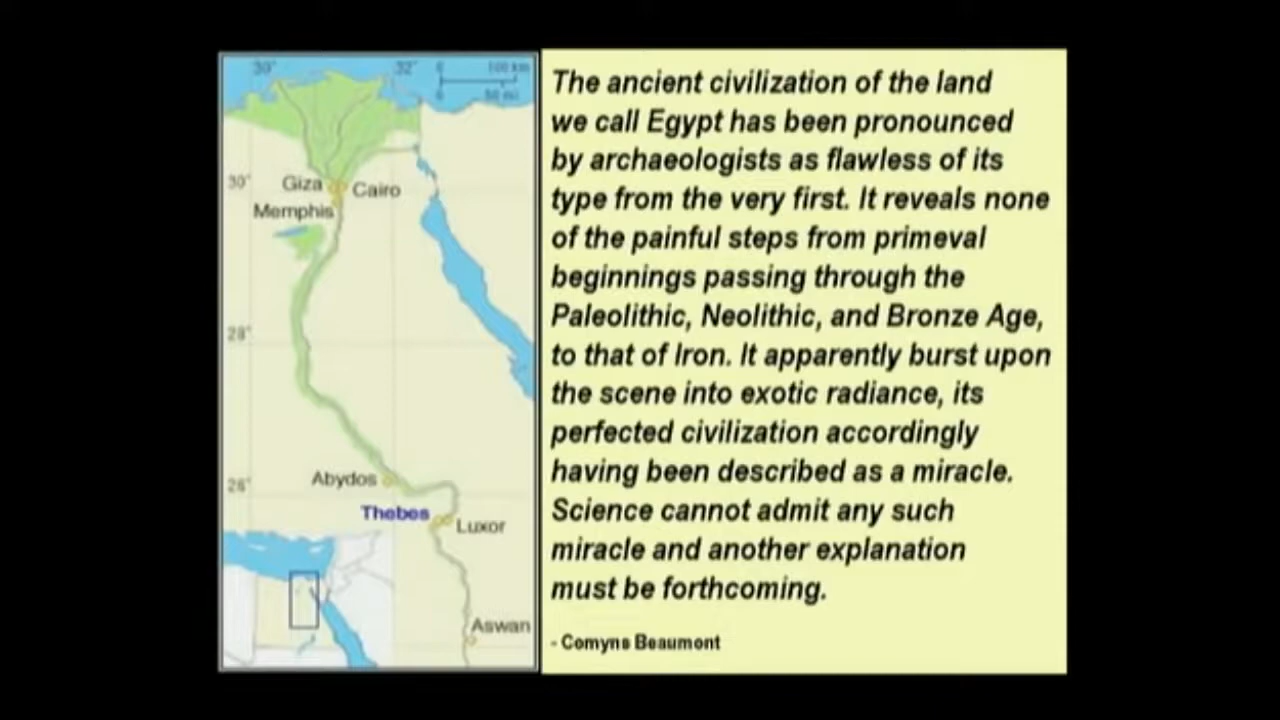 30°
32°
0
100 km
0
50 mi
30°
Giza
Cairo
Memphis
28°
26°
Abydos
Thebes
Luxor
Aswan
The ancient civilization of the land
we call Egypt has been pronounced
by archaeologists as flawless of its
type from the very first. It reveals none
of the painful steps from primeval
beginnings passing through the
Paleolithic, Neolithic, and Bronze Age,
to that of Iron. It apparently burst upon
the scene into exotic radiance, its
perfected civilization accordingly
having been described as a miracle.
Science cannot admit any such
miracle and another explanation
must be forthcoming.
- Comyns Beaumont